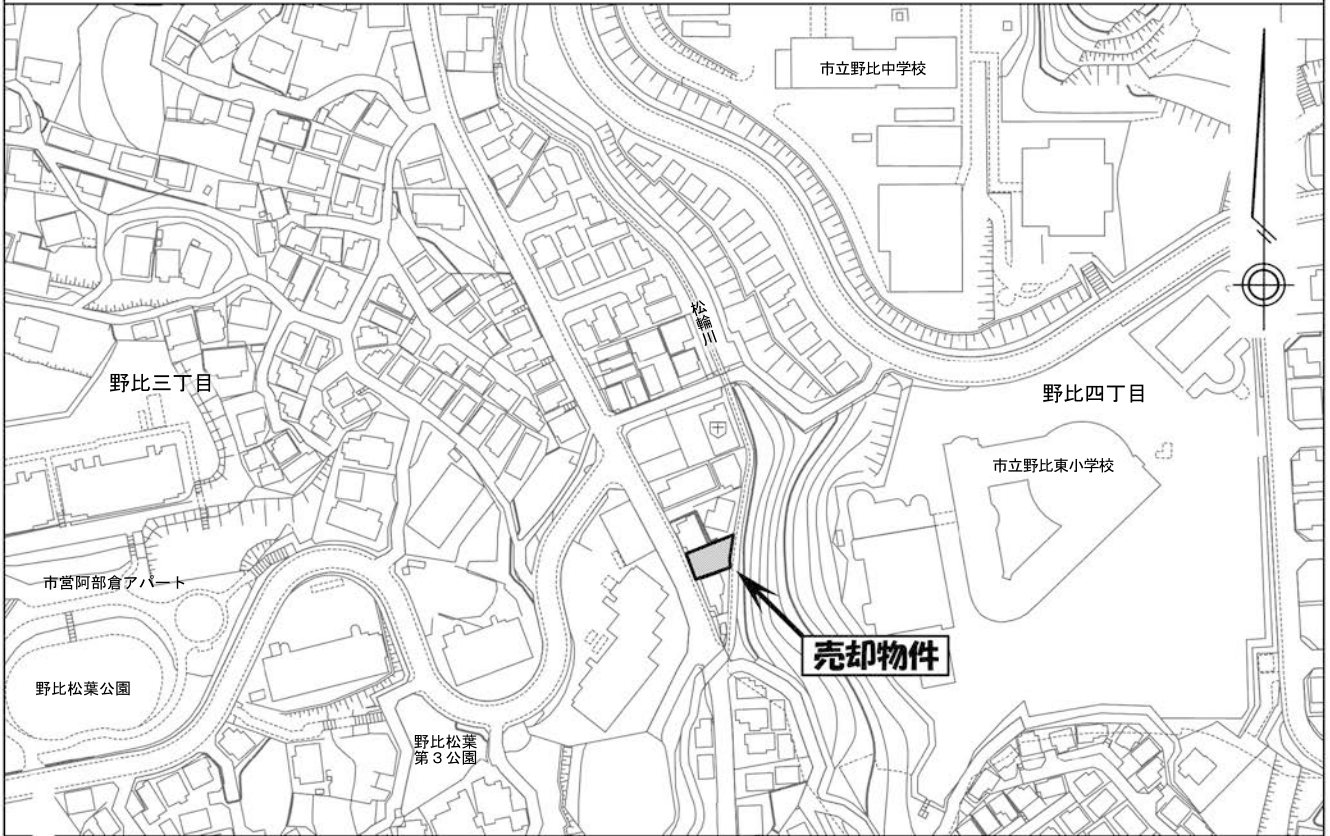 市立野比中学校
松輪川
野比三丁目
野比四丁目
市立野比東小学校
市営阿部倉アパート
売却物件
野比松葉公園
野比松葉
第3公園